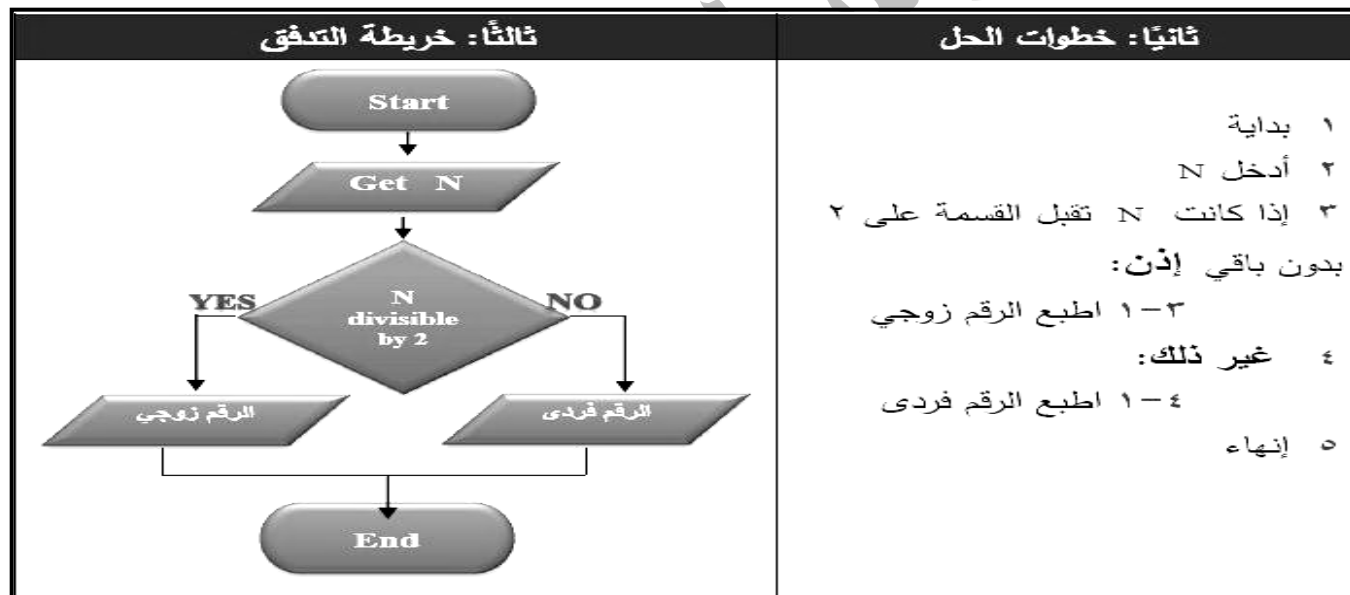 ثانيًا: خطوات الحل
١ بداية
٢ أدخل N
٣ إذا كانت N تقبل القسمة على ٢
بدون باقي إذن:
٣-١ اطبع الرقم زوجي
٤ غير ذلك:
٤-١ اطبع الرقم فردى
٥ إنهاء
ثالثًا: خريطة التدفق
Start
Get N
N
divisible
by 2
YES
NO
الرقم زوجي
الرقم فردى
End